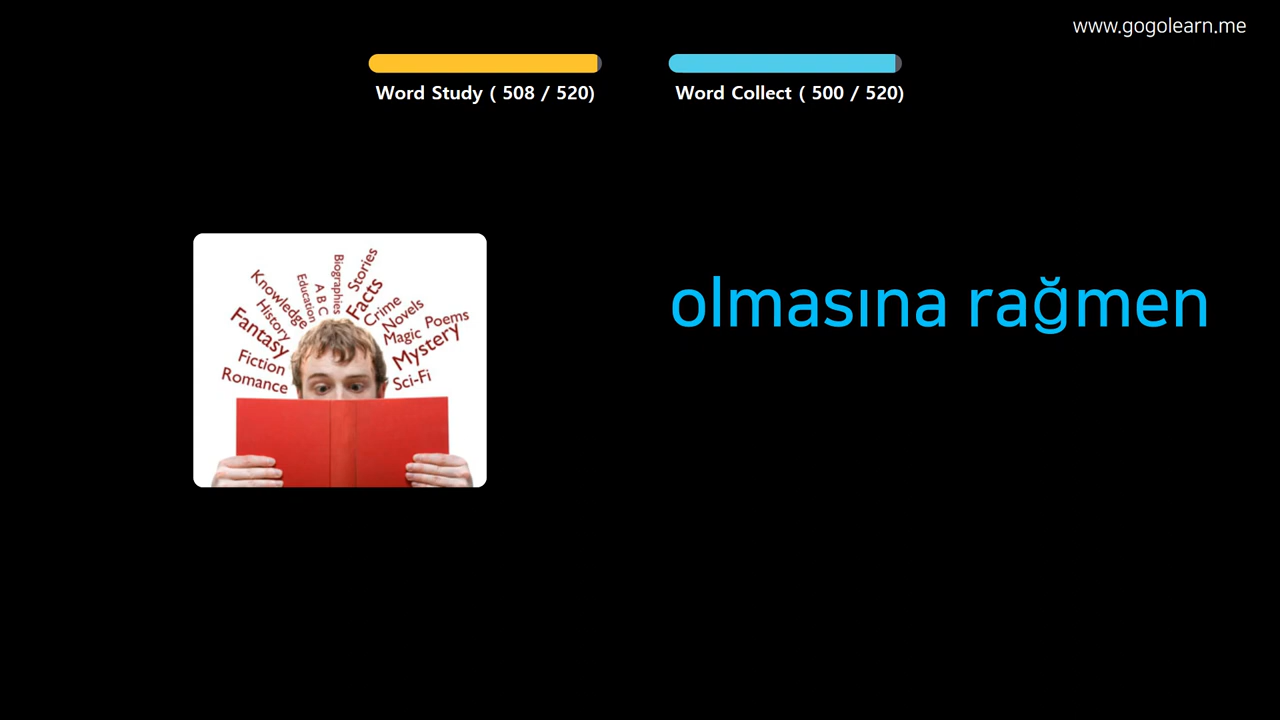 www.gogolearn.me
Word Study ( 508 / 520)
Word Collect ( 500 / 520)
olmasına rağmen
Stories
Biographies
A B C
Education
Facts
Knowledge
Crime
History
Novels
Fantasy
Magic
Poems
Mystery
Fiction
Romance
Sci-Fi